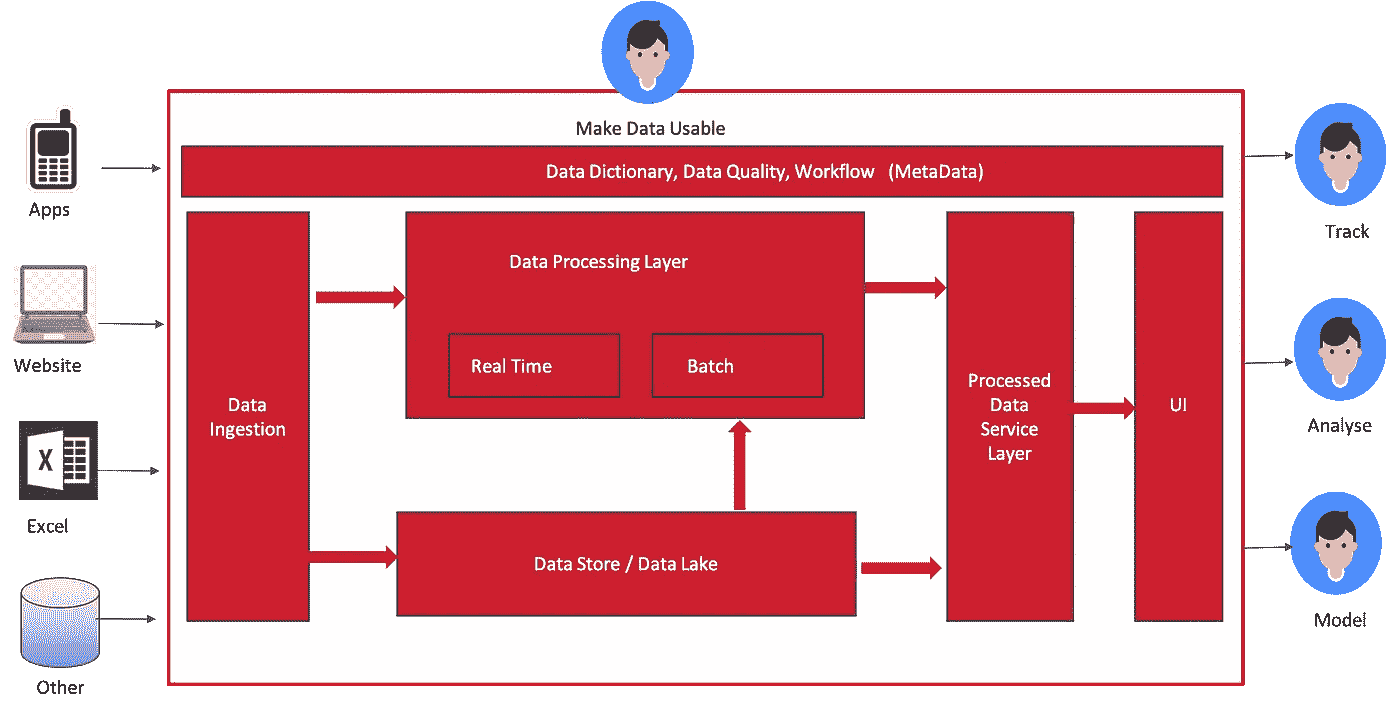 Make Data Usable
Data Dictionary, Data Quality, Workflow (MetaData)
Apps
Website
X
Excel
Other
Data
Ingestion
Data Processing Layer
Real Time
Batch
Data Store / Data Lake
Processed
Data
Service
Layer
UI
Track
Analyse
Model